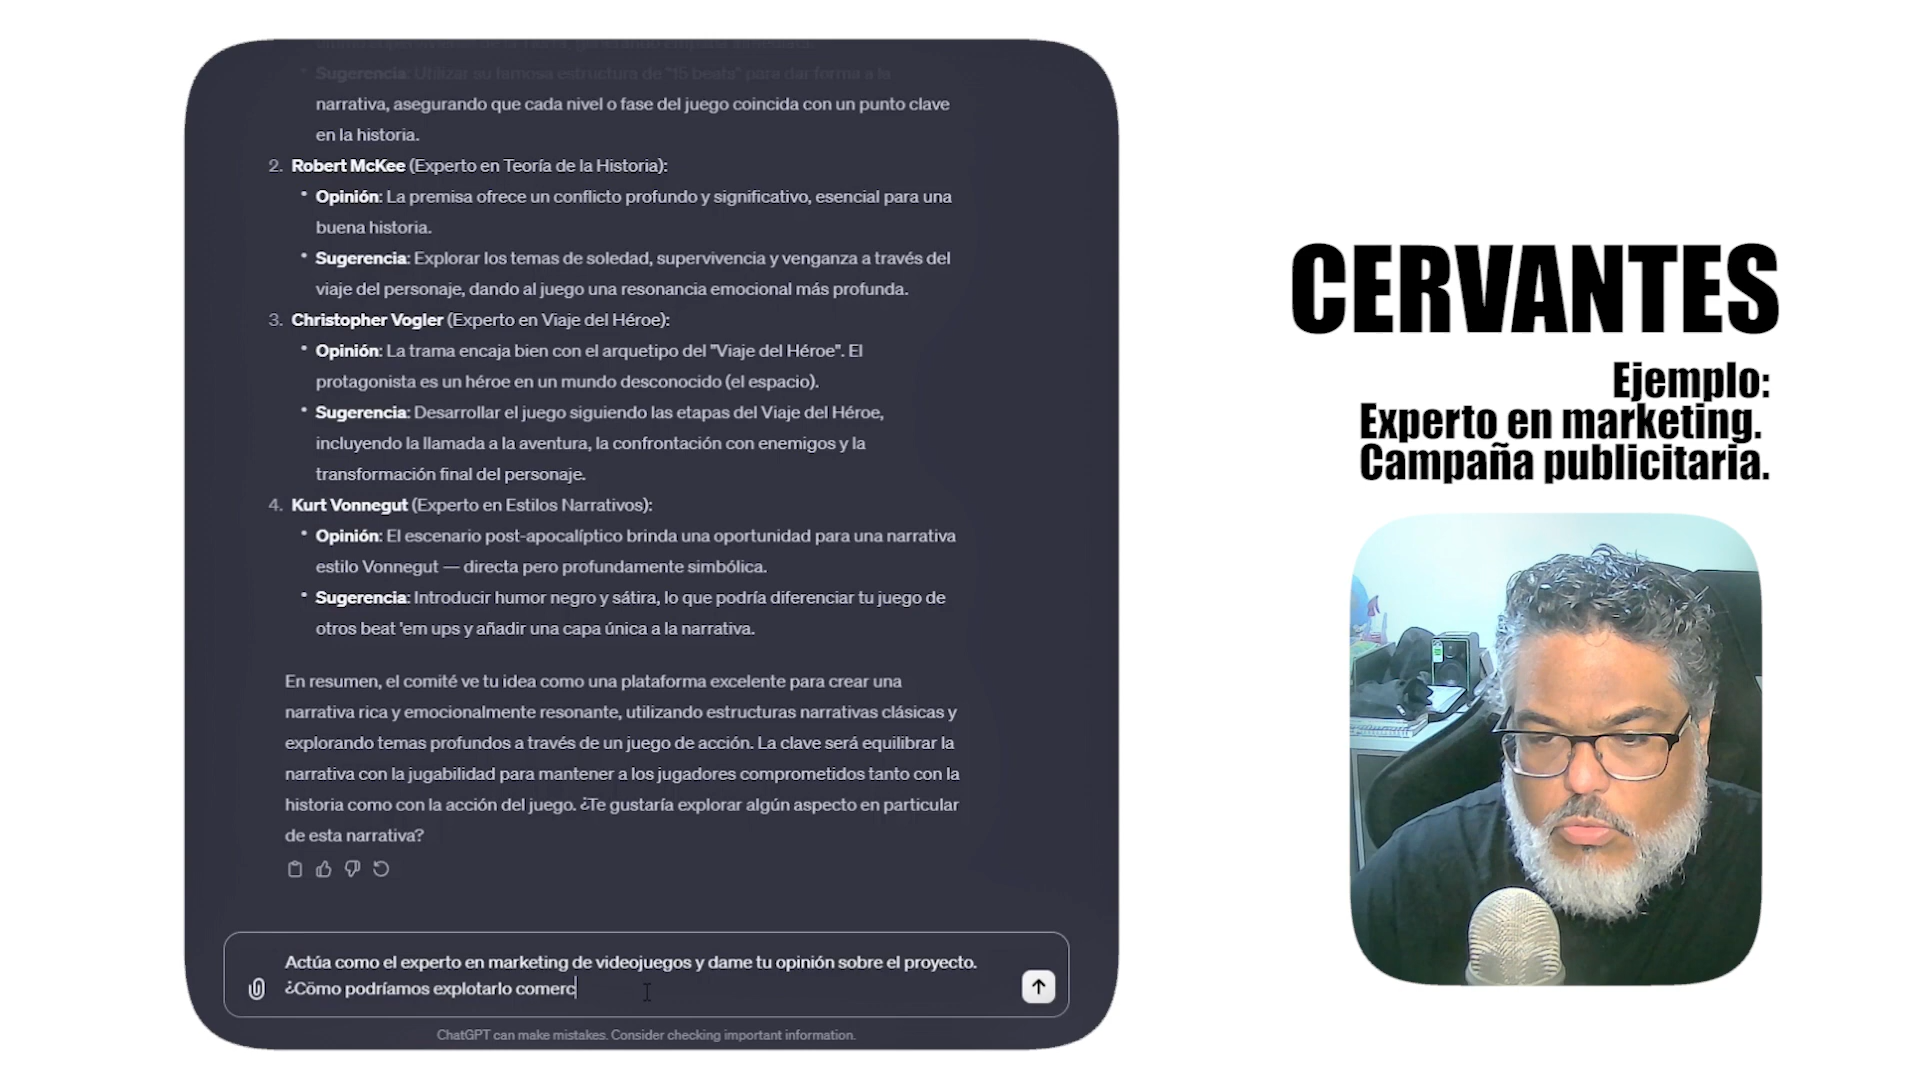 Sugerencia: Utilizar su famosa estructura de "15 beats" para dar forma a la
narrativa, asegurando que cada nivel o fase del juego coincida con un punto clave
en la historia.
2. Robert McKee (Experto en Teoría de la Historia):
• Opinión: La premisa ofrece un conflicto profundo y significativo, esencial para una
buena historia.
• Sugerencia: Explorar los temas de soledad, supervivencia y venganza a través del
viaje del personaje, dando al juego una resonancia emocional más profunda.
3. Christopher Vogler (Experto en Viaje del Héroe):
• Opinión: La trama encaja bien con el arquetipo del "Viaje del Héroe". El
protagonista es un héroe en un mundo desconocido (el espacio).
• Sugerencia: Desarrollar el juego siguiendo las etapas del Viaje del Héroe,
incluyendo la llamada a la aventura, la confrontación con enemigos y la
transformación final del personaje.
4. Kurt Vonnegut (Experto en Estilos Narrativos):
• Opinión: El escenario post-apocalíptico brinda una oportunidad para una narrativa
estilo Vonnegut — directa pero profundamente simbólica.
• Sugerencia: Introducir humor negro y sátira, lo que podría diferenciar tu juego de
otros beat 'em ups y añadir una capa única a la narrativa.
En resumen, el comité ve tu idea como una plataforma excelente para crear una
narrativa rica y emocionalmente resonante, utilizando estructuras narrativas clásicas y
explorando temas profundos a través de un juego de acción. La clave será equilibrar la
narrativa con la jugabilidad para mantener a los jugadores comprometidos tanto con la
historia como con la acción del juego. ¿Te gustaría explorar algún aspecto en particular
de esta narrativa?
Actúa como el experto en marketing de videojuegos y dame tu opinión sobre el proyecto.
¿Cömo podríamos explotarlo comerc
ChatGPT can make mistakes. Consider checking important information.
CERVANTES
Ejemplo:
Experto en marketing.
Campaña publicitaria.